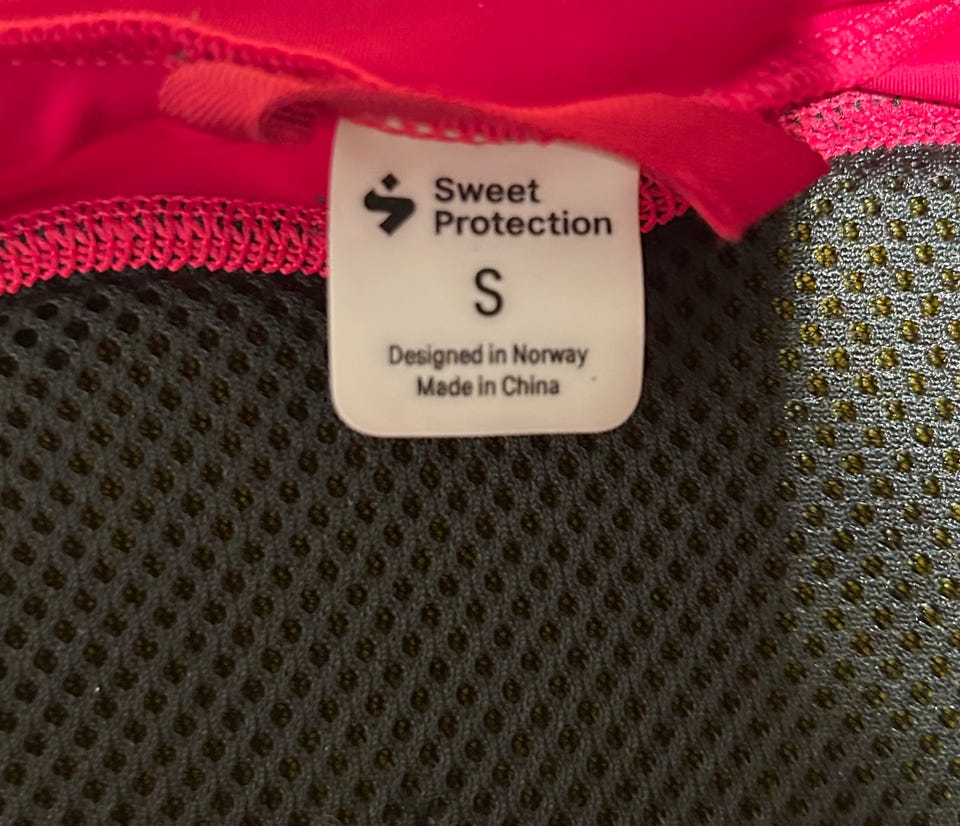 Sweet
Protection
S
Designed in Norway
Made in China